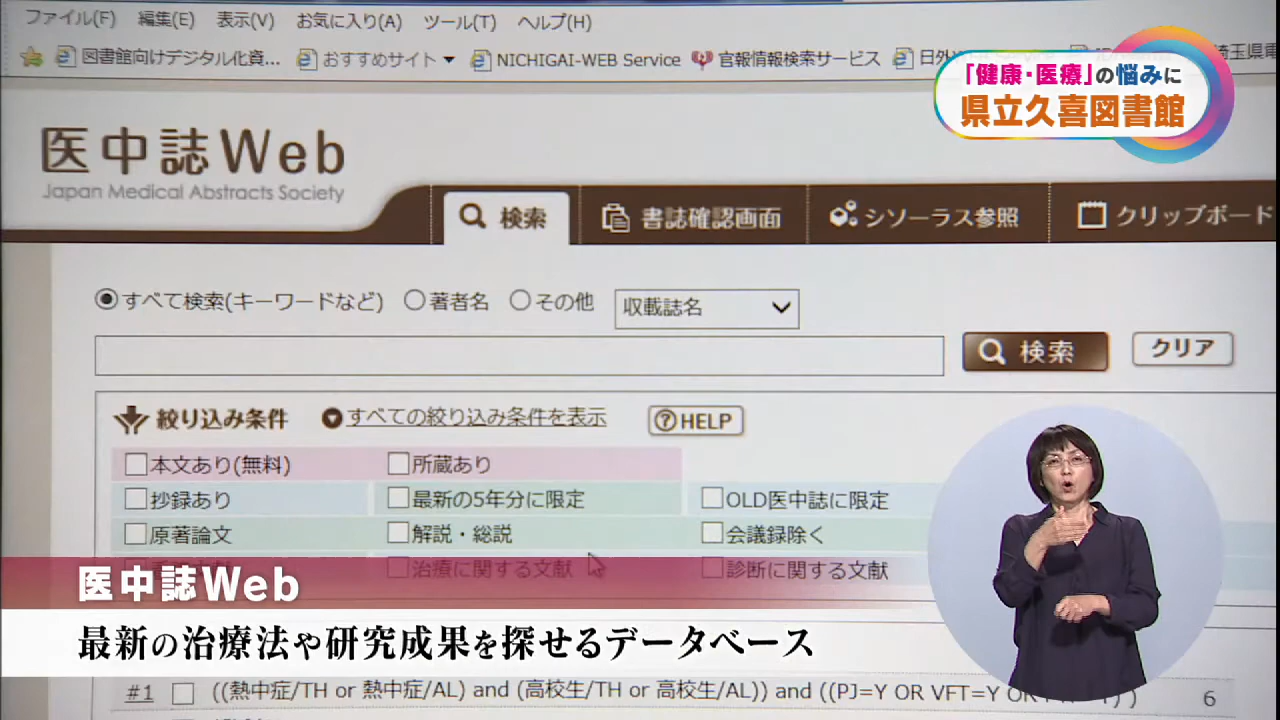 ファイル(F) 編集(E) 表示(V) お気に入り(A) ツール(T) ヘルプ(H)
図書館向けデジタル化資... おすすめサイト NICHIGAI-WEB Service 官報情報検索サービス 日外
「健康・医療」の悩みに
県立久喜図書館
医中誌Web
Japan Medical Abstracts Society
検索 書誌確認画面 シソーラス参照 クリップボード
すべて検索(キーワードなど) 著者名 その他 収載誌名
検索 クリア
絞り込み条件 すべての絞り込み条件を表示 HELP
本文あり(無料) 所蔵あり
抄録あり 最新の5年分に限定 OLD医中誌に限定
原著論文 解説・総説 会議録除く
治療に関する文献 診断に関する文献
医中誌Web
最新の治療法や研究成果を探せるデータベース
#1 ((熱中症/TH or 熱中症/AL) and (高校生/TH or 高校生/AL)) and ((PJ=Y OR VFT=Y OR 6